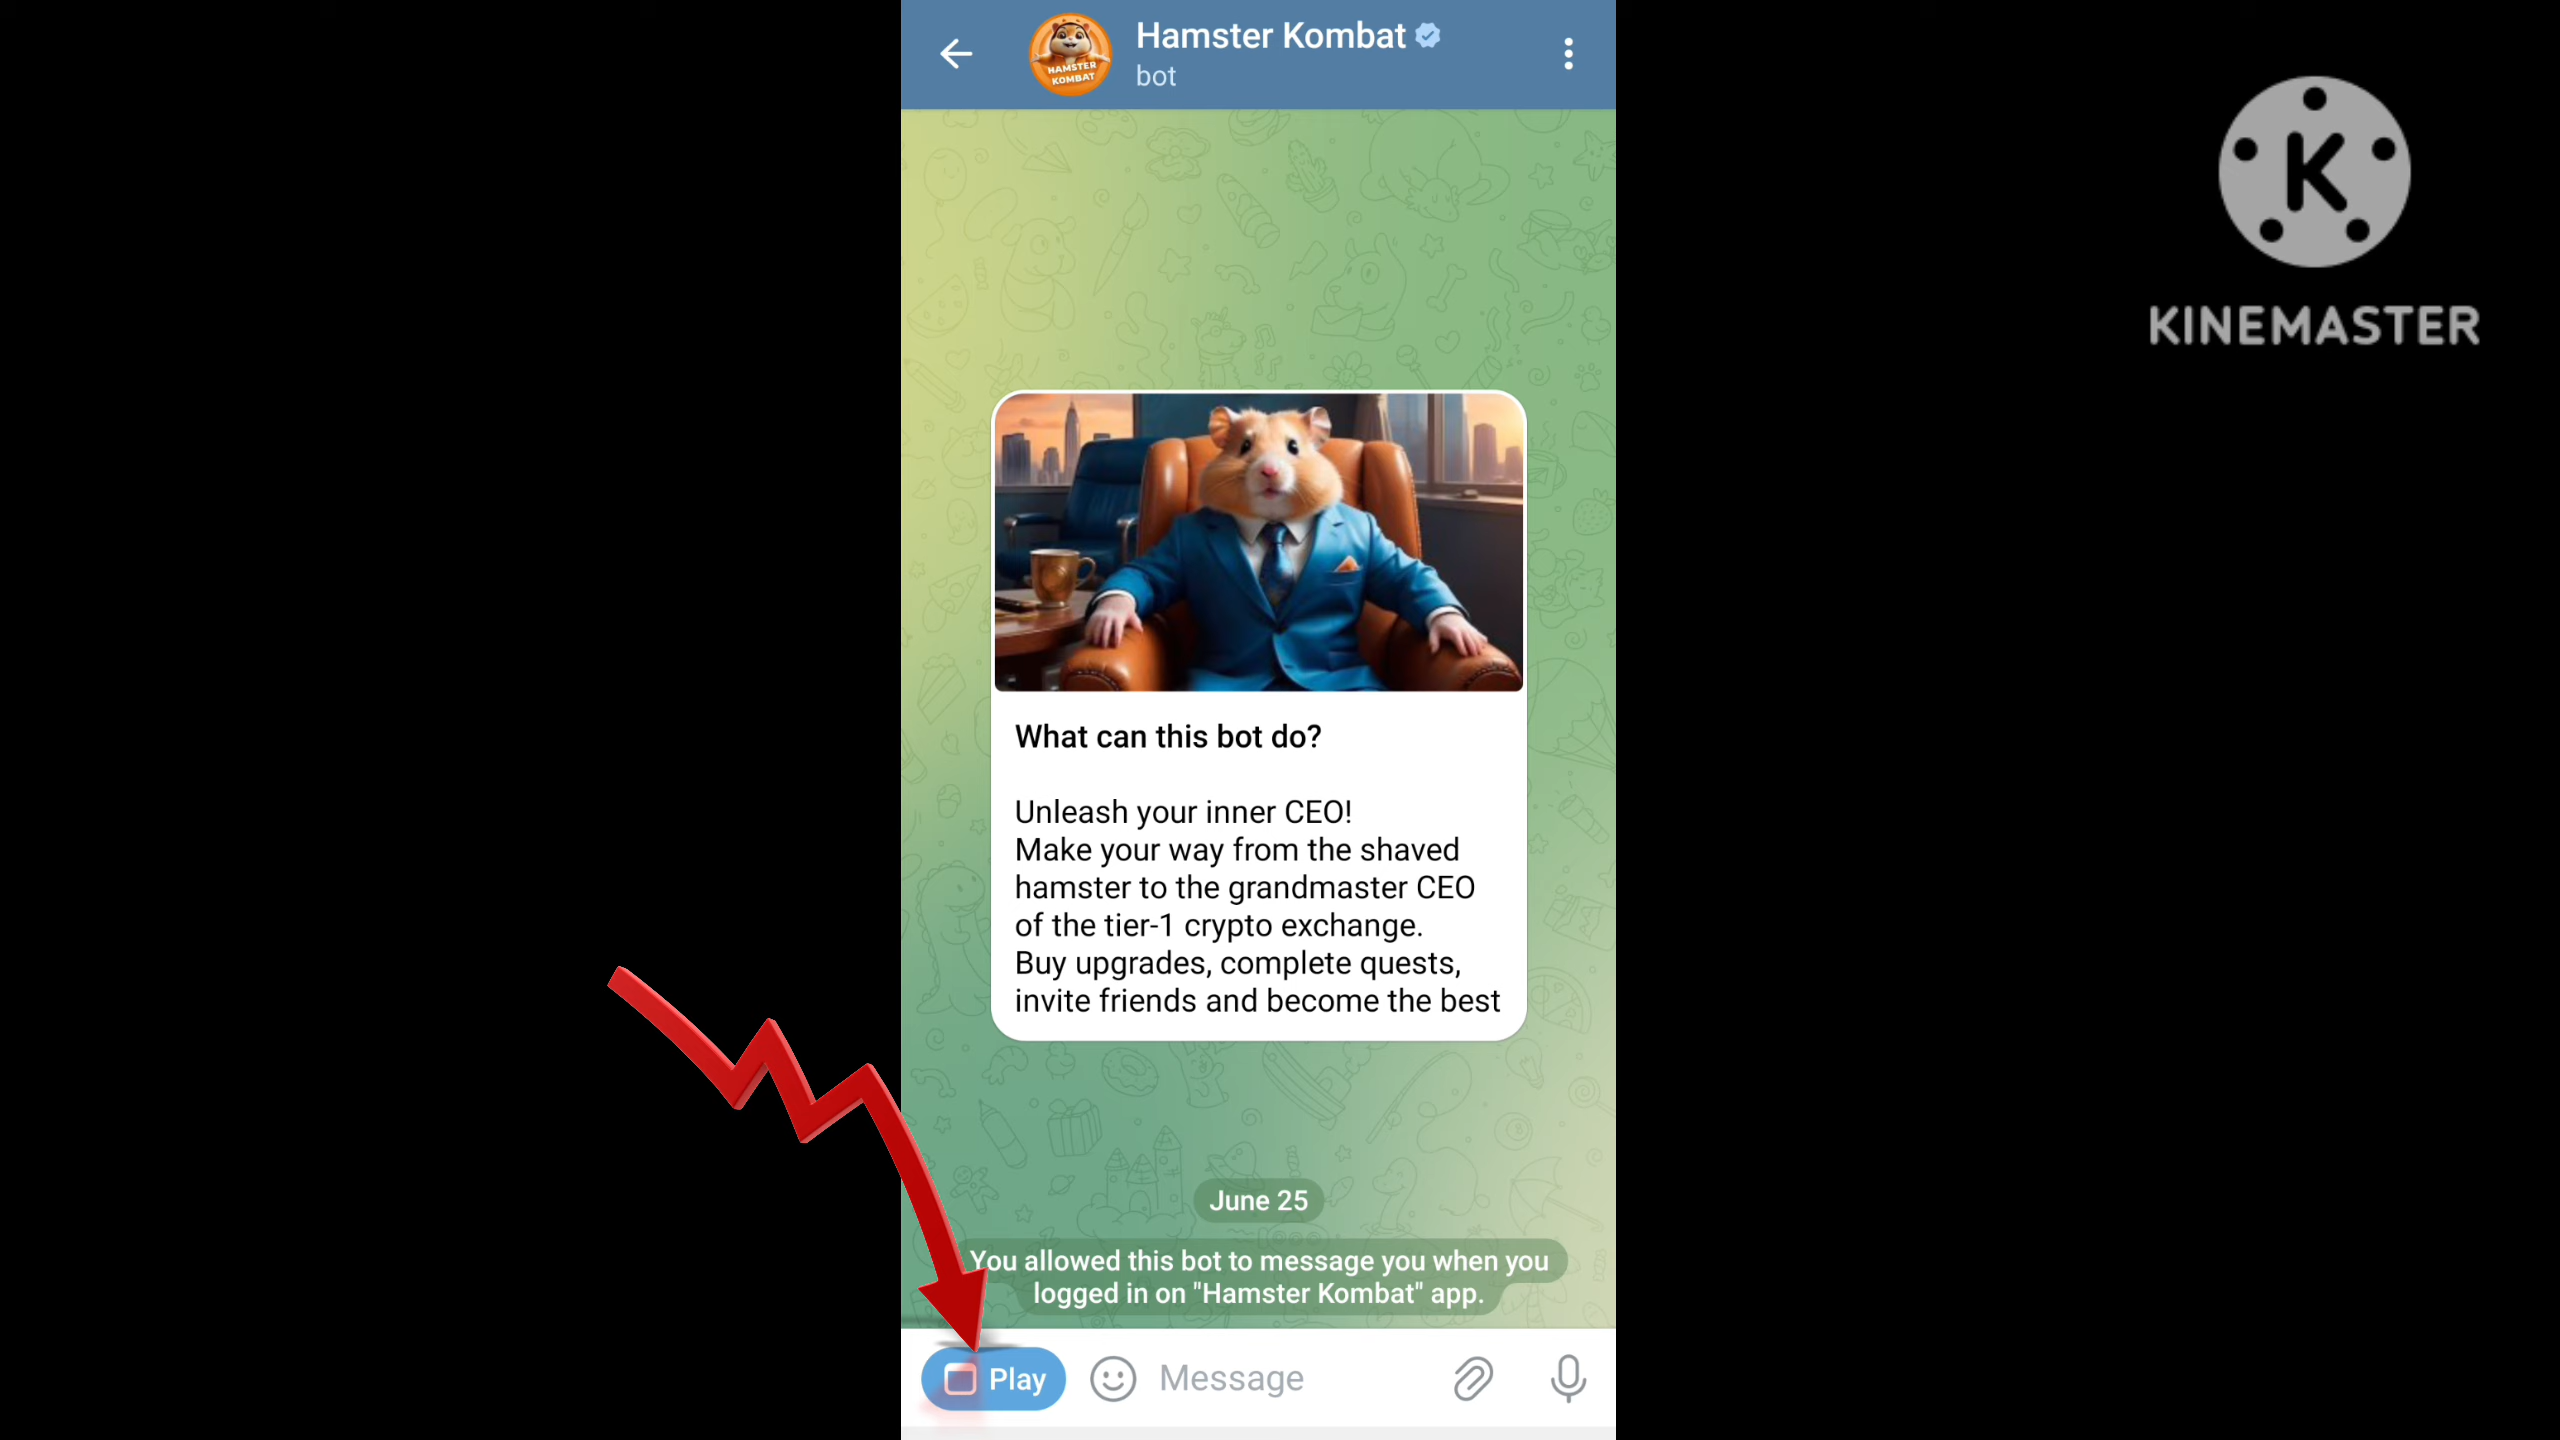 Hamster Kombat
bot
HAMSTER
KOMBAT
K
KINEMASTER
What can this bot do?
Unleash your inner CEO!
Make your way from the shaved
hamster to the grandmaster CEO
of the tier-1 crypto exchange.
Buy upgrades, complete quests,
invite friends and become the best
June 25
You allowed this bot to message you when you
logged in on "Hamster Kombat" app.
Play
Message